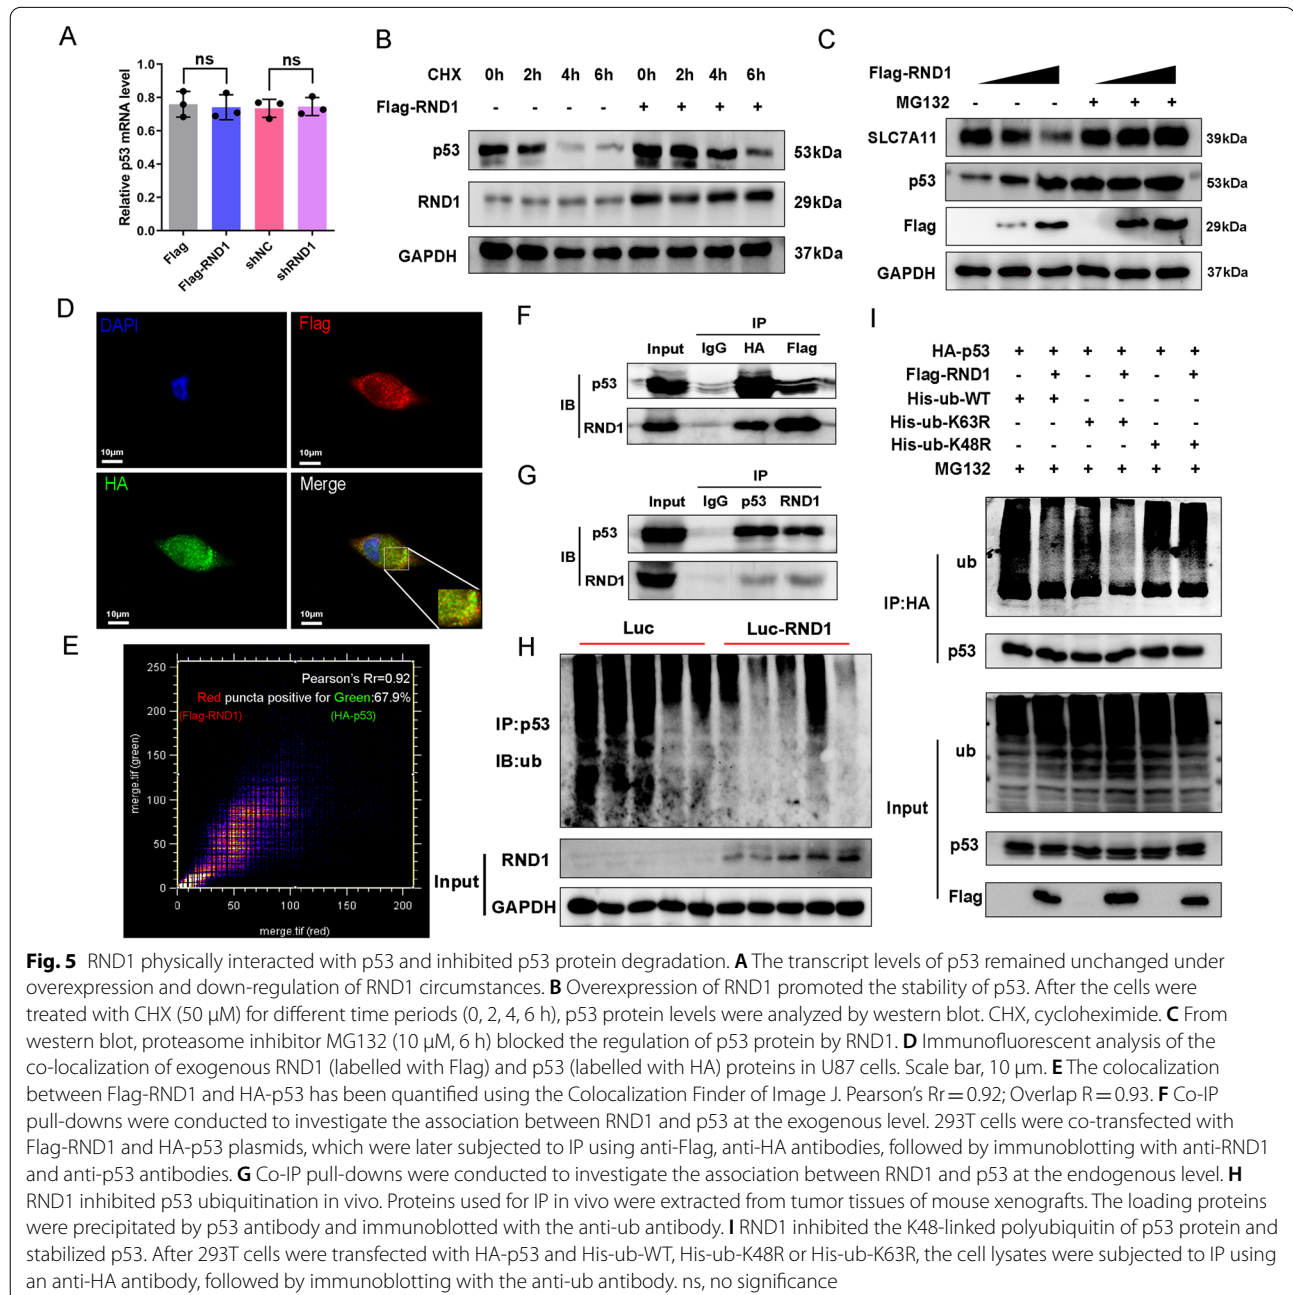 A
Relative p53 mRNA level
1.0
0.8
0.6
0.4
0.2
0.0
ns
ns
Flag
Flag-RND1
shNC
shRND1
B
CHX 0h 2h 4h 6h 0h 2h 4h 6h
Flag-RND1 - - - - + + + +
p53 53kDa
RND1 29kDa
GAPDH 37kDa
C
Flag-RND1
MG132 - - - + + +
SLC7A11 39kDa
p53 53kDa
Flag 29kDa
GAPDH 37kDa
D
DAPI
10μm
Flag
10μm
HA
10μm
Merge
10μm
E
merge.tif (green)
250
200
150
100
50
0
Pearson's Rr=0.92
Red puncta positive for Green:67.9%
(Flag-RND1) (HA-p53)
0 50 100 150 200
merge.tif (red)
F
IP
Input IgG HA Flag
IB
p53
RND1
G
IP
Input IgG p53 RND1
IB
p53
RND1
H
Luc Luc-RND1
IP:p53
IB:ub
Input
RND1
GAPDH
I
HA-p53 + + + + + +
Flag-RND1 - + - + - +
His-ub-WT + + - - - -
His-ub-K63R - - + + - -
His-ub-K48R - - - - + +
MG132 + + + + + +
IP:HA
ub
p53
Input
ub
p53
Flag
Fig. 5 RND1 physically interacted with p53 and inhibited p53 protein degradation. A The transcript levels of p53 remained unchanged under
overexpression and down-regulation of RND1 circumstances. B Overexpression of RND1 promoted the stability of p53. After the cells were
treated with CHX (50 μM) for different time periods (0, 2, 4, 6 h), p53 protein levels were analyzed by western blot. CHX, cycloheximide. C From
western blot, proteasome inhibitor MG132 (10 μM, 6 h) blocked the regulation of p53 protein by RND1. D Immunofluorescent analysis of the
co-localization of exogenous RND1 (labelled with Flag) and p53 (labelled with HA) proteins in U87 cells. Scale bar, 10 μm. E The colocalization
between Flag-RND1 and HA-p53 has been quantified using the Colocalization Finder of Image J. Pearson's Rr = 0.92; Overlap R = 0.93. F Co-IP
pull-downs were conducted to investigate the association between RND1 and p53 at the exogenous level. 293T cells were co-transfected with
Flag-RND1 and HA-p53 plasmids, which were later subjected to IP using anti-Flag, anti-HA antibodies, followed by immunoblotting with anti-RND1
and anti-p53 antibodies. G Co-IP pull-downs were conducted to investigate the association between RND1 and p53 at the endogenous level. H
RND1 inhibited p53 ubiquitination in vivo. Proteins used for IP in vivo were extracted from tumor tissues of mouse xenografts. The loading proteins
were precipitated by p53 antibody and immunoblotted with the anti-ub antibody. I RND1 inhibited the K48-linked polyubiquitin of p53 protein and
stabilized p53. After 293T cells were transfected with HA-p53 and His-ub-WT, His-ub-K48R or His-ub-K63R, the cell lysates were subjected to IP using
an anti-HA antibody, followed by immunoblotting with the anti-ub antibody. ns, no significance